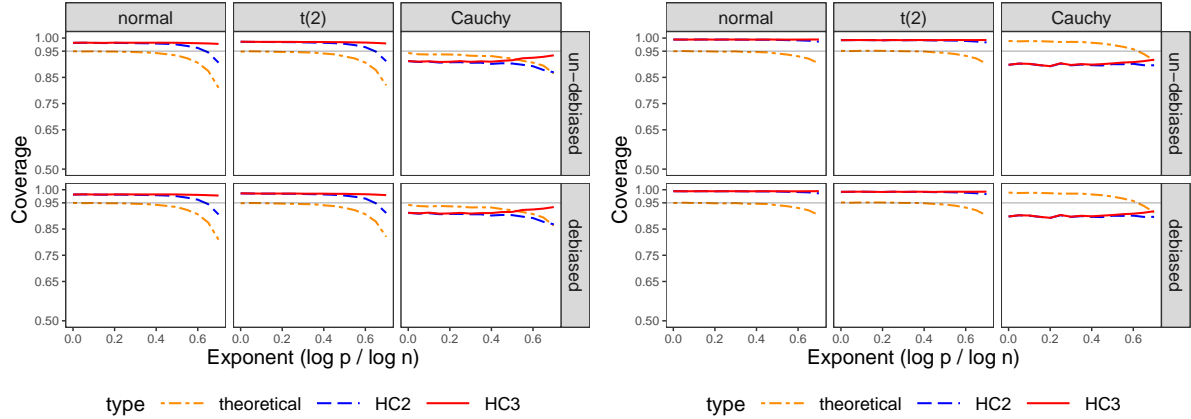 normal t(2) Cauchy
1.00
0.95
0.85
0.75
0.65
0.50
un-debiased
1.00
0.95
0.85
0.75
0.65
0.50
debiased
Coverage
0.0 0.2 0.4 0.6 0.0 0.2 0.4 0.6 0.0 0.2 0.4 0.6
Exponent (log p / log n)
type theoretical HC2 HC3
normal t(2) Cauchy
1.00
0.95
0.85
0.75
0.65
0.50
un-debiased
1.00
0.95
0.85
0.75
0.65
0.50
debiased
Coverage
0.0 0.2 0.4 0.6 0.0 0.2 0.4 0.6 0.0 0.2 0.4 0.6
Exponent (log p / log n)
type theoretical HC2 HC3